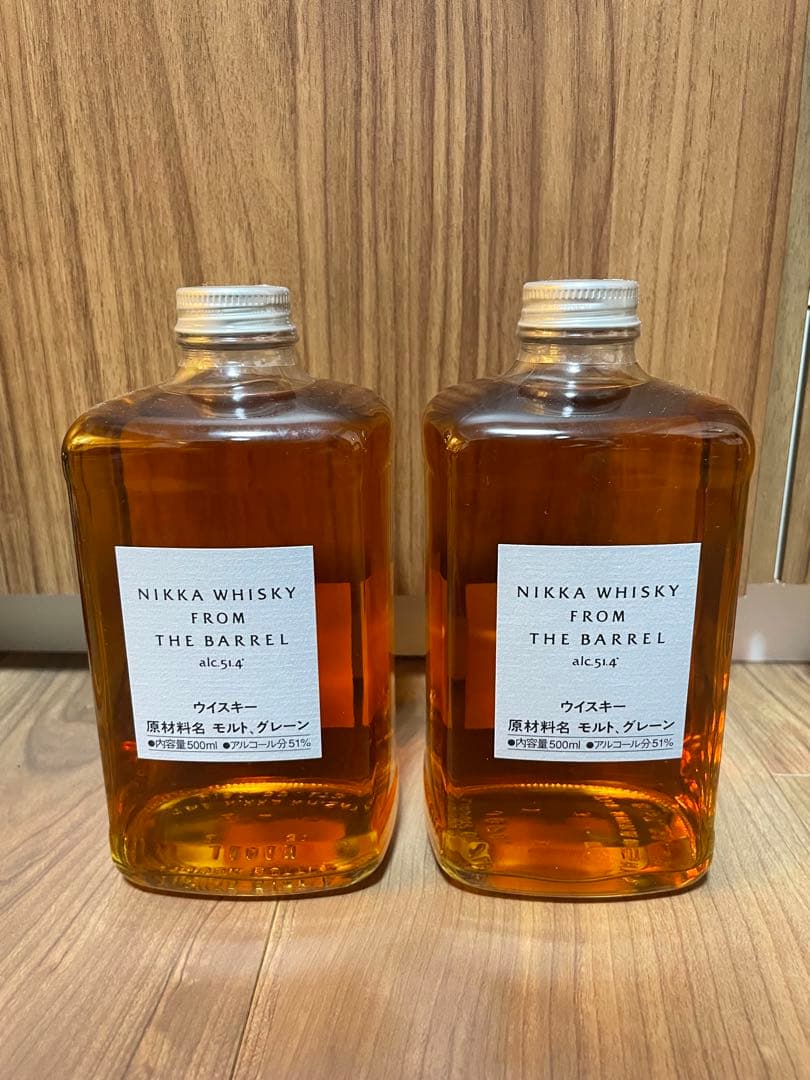 NIKKA WHISKY
FROM
THE BARREL
alc.51.4°
ウイスキー
原材料名 モルト、グレーン
●内容量500ml ●アルコール分51%
NIKKA WHISKY
FROM
THE BARREL
alc.51.4°
ウイスキー
原材料名 モルト、グレーン
●内容量500ml ●アルコール分51%